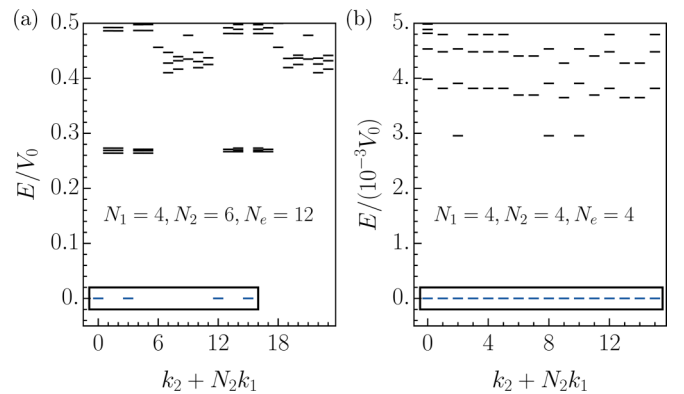 (a)
0.5
0.4
0.3
0.2
0.1
0.
E/V₀
N₁ = 4, N₂ = 6, Nₑ = 12
0 6 12 18
k₂ + N₂k₁
(b)
5.
4.
3.
2.
1.
0.
E/(10⁻³V₀)
N₁ = 4, N₂ = 4, Nₑ = 4
0 4 8 12
k₂ + N₂k₁